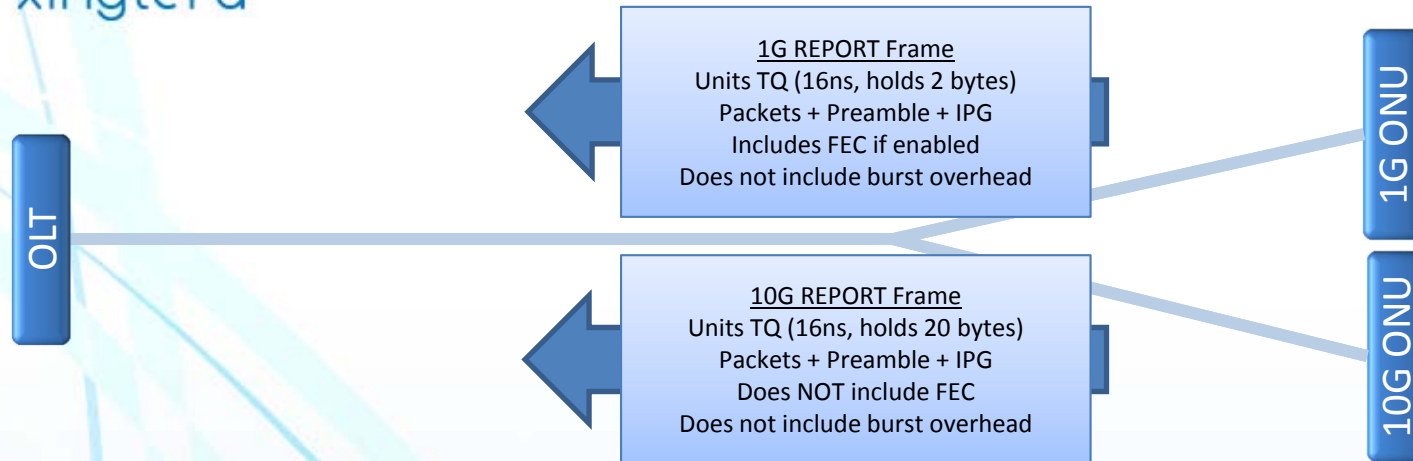 OLT
1G REPORT Frame
Units TQ (16ns, holds 2 bytes)
Packets + Preamble + IPG
Includes FEC if enabled
Does not include burst overhead
1G ONU
10G REPORT Frame
Units TQ (16ns, holds 20 bytes)
Packets + Preamble + IPG
Does NOT include FEC
Does not include burst overhead
10G ONU